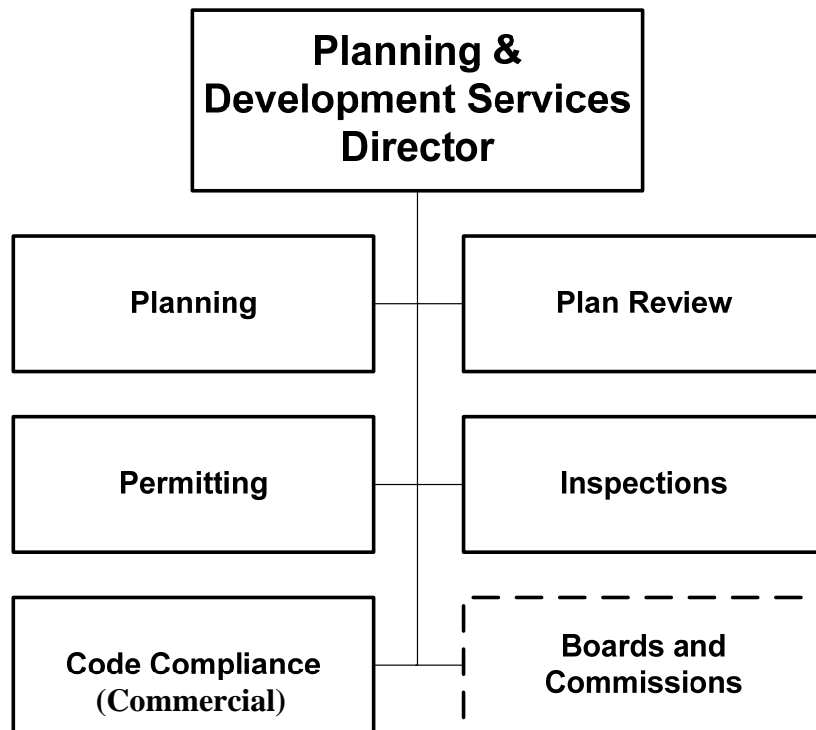 Planning &
Development Services
Director
Planning
Plan Review
Permitting
Inspections
Code Compliance
(Commercial)
Boards and
Commissions